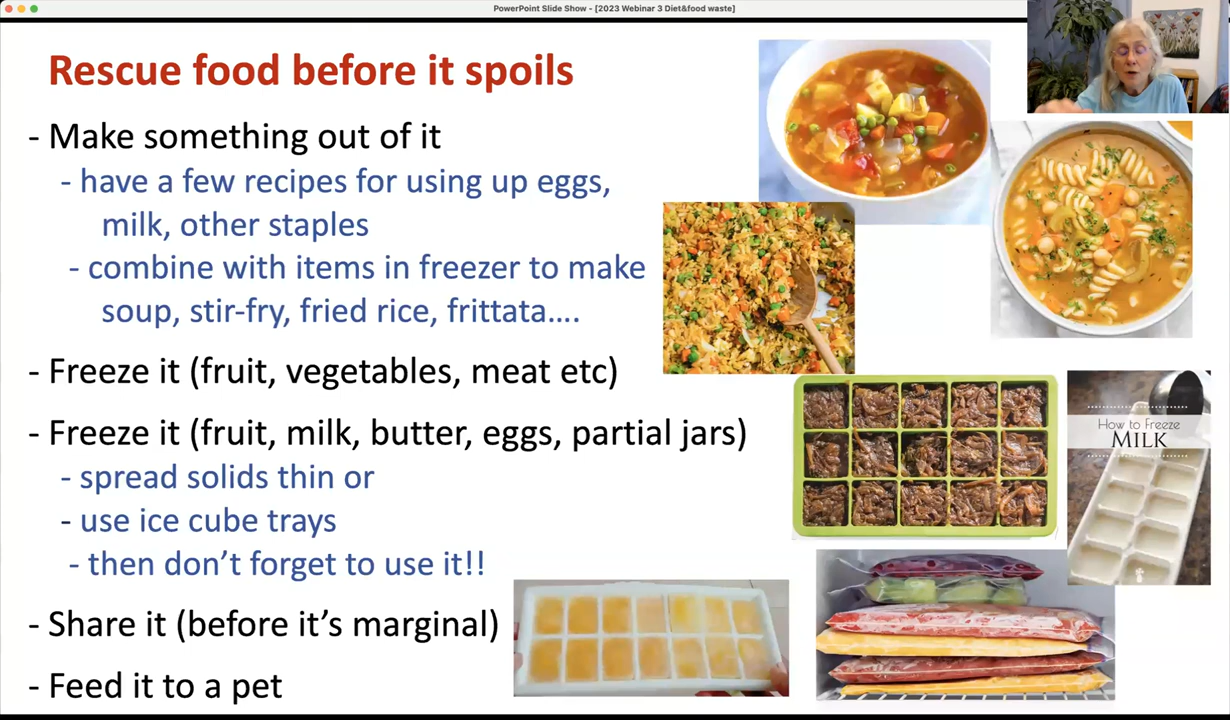 PowerPoint Slide Show - [2023 Webinar 3 Diet&food waste]
Rescue food before it spoils
- Make something out of it
- have a few recipes for using up eggs,
milk, other staples
- combine with items in freezer to make
soup, stir-fry, fried rice, frittata....
- Freeze it (fruit, vegetables, meat etc)
- Freeze it (fruit, milk, butter, eggs, partial jars)
- spread solids thin or
- use ice cube trays
- then don't forget to use it!!
- Share it (before it's marginal)
- Feed it to a pet
How to Freeze
MILK